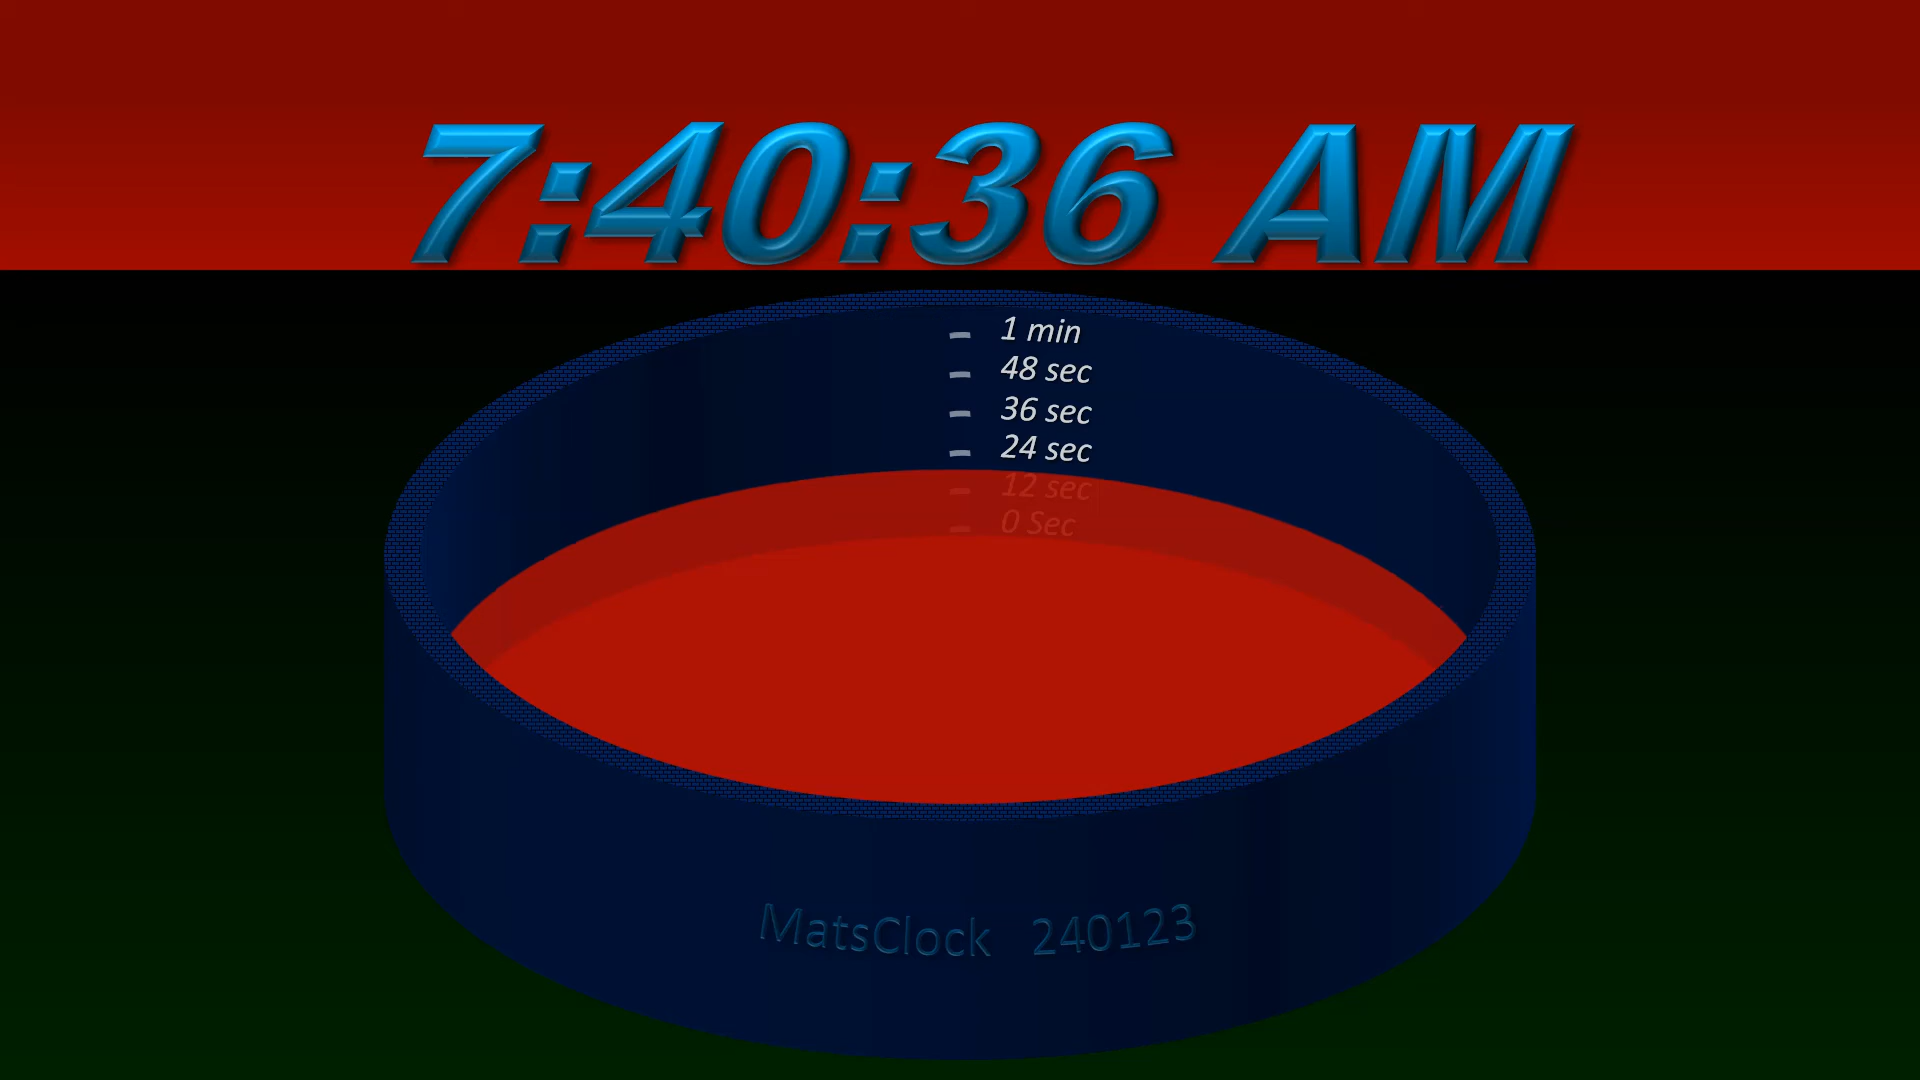 7:40:36 AM
1 min
48 sec
36 sec
24 sec
12 sec
0 Sec
MatsClock 240123